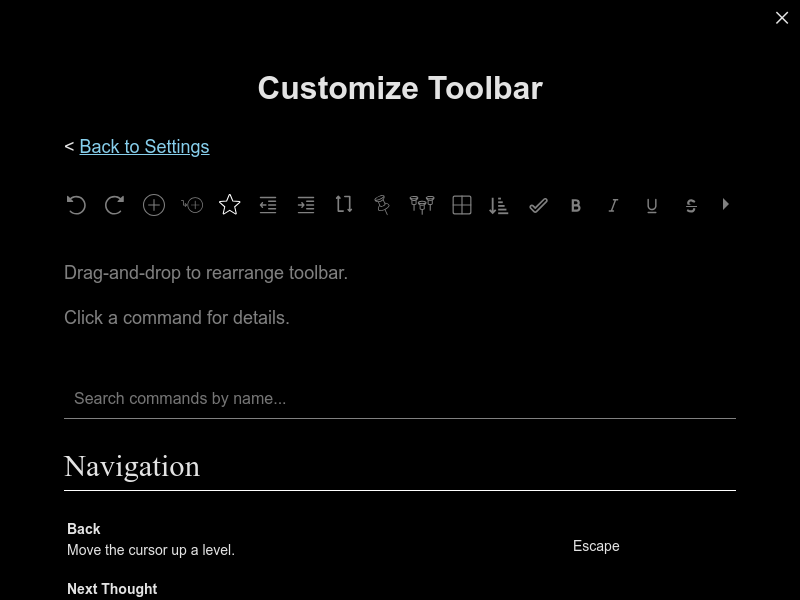 Customize Toolbar
< Back to Settings
B I U S
Drag-and-drop to rearrange toolbar.
Click a command for details.
Search commands by name...
Navigation
Back
Move the cursor up a level.
Escape
Next Thought